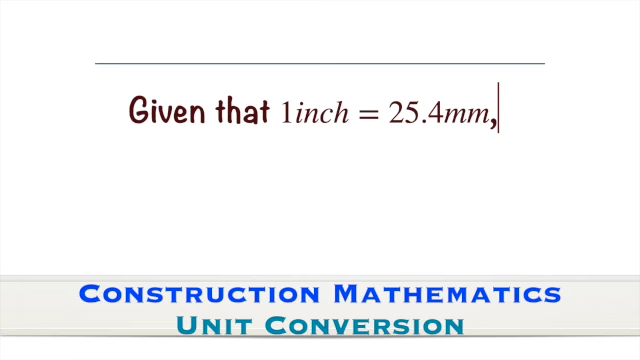 Given that 1inch = 25.4mm,
Construction Mathematics
Unit Conversion